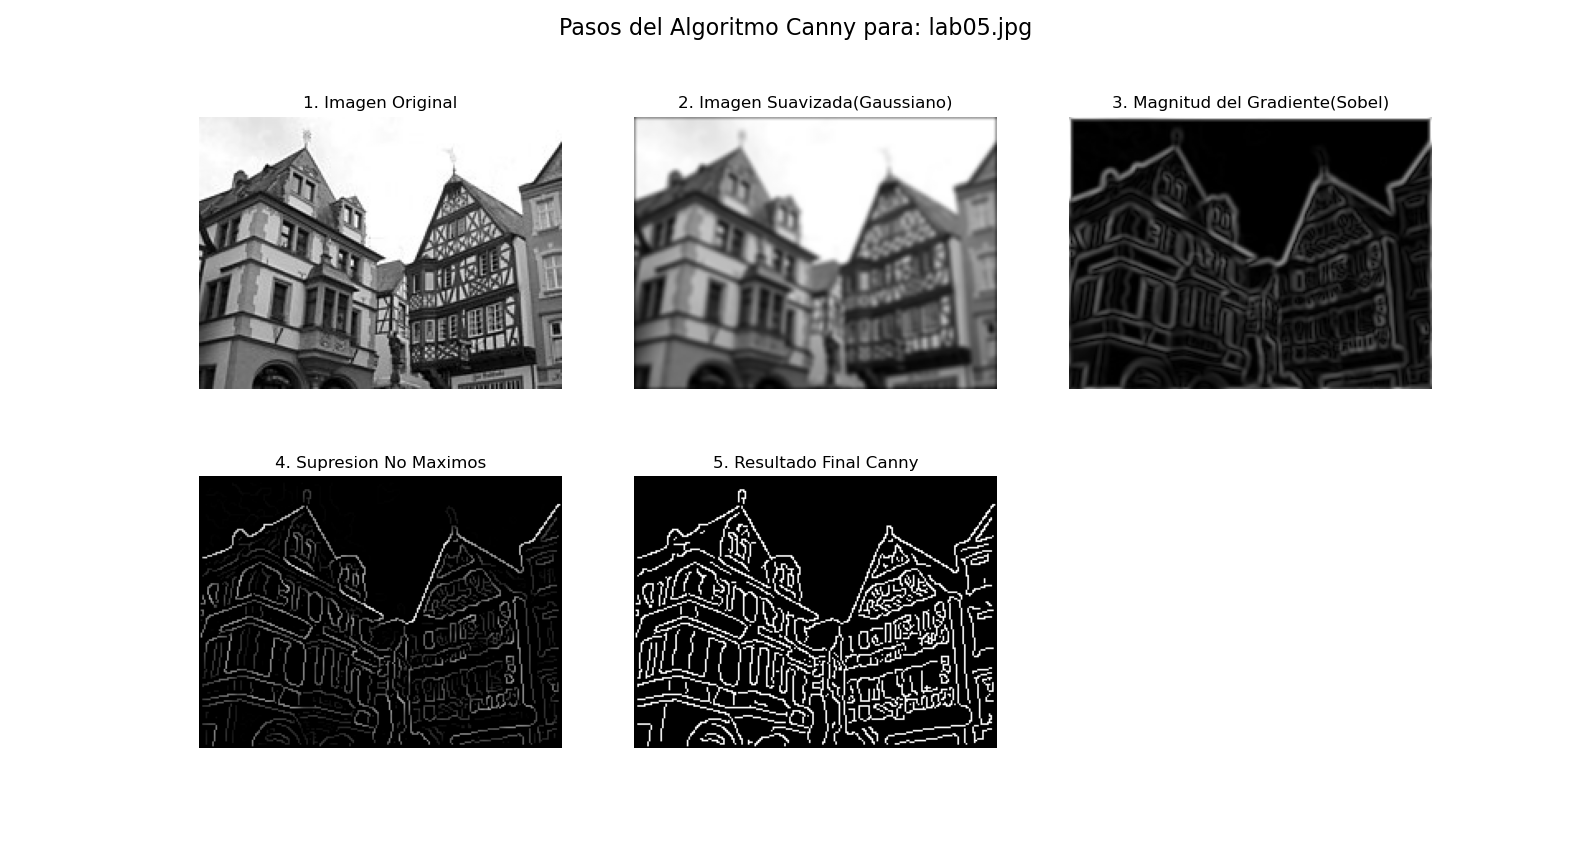 Pasos del Algoritmo Canny para: lab05.jpg
1. Imagen Original
2. Imagen Suavizada(Gaussiano)
3. Magnitud del Gradiente(Sobel)
4. Supresion No Maximos
5. Resultado Final Canny